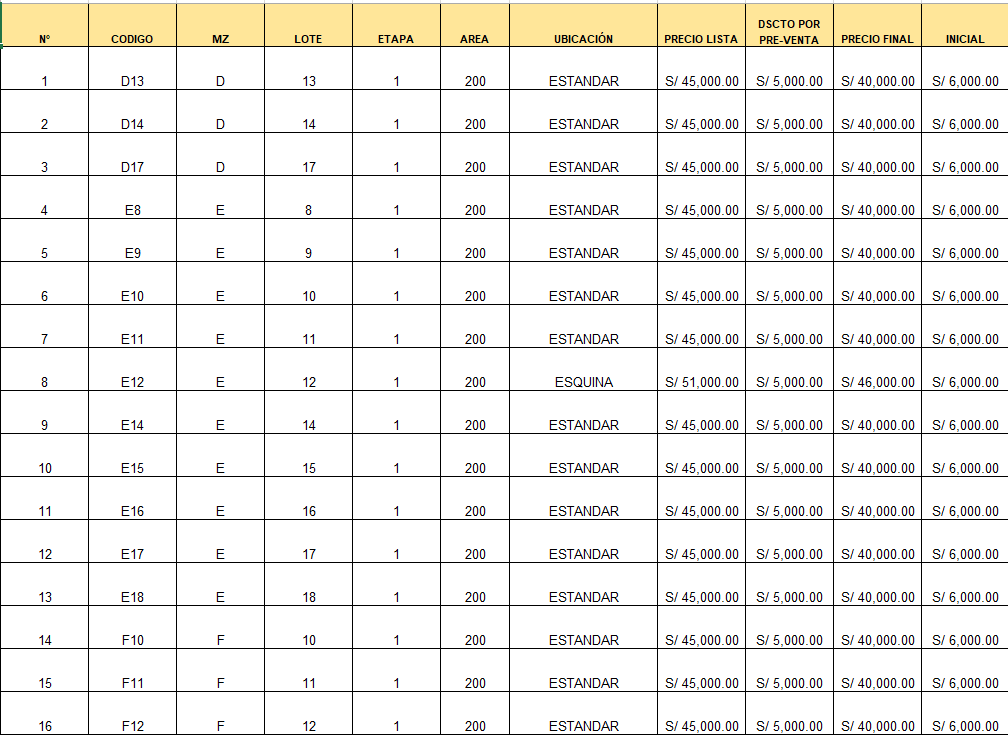 N° CODIGO MZ LOTE ETAPA AREA UBICACIÓN PRECIO LISTA DSCTO POR PRE-VENTA PRECIO FINAL INICIAL
1 D13 D 13 1 200 ESTANDAR S/ 45,000.00 S/ 5,000.00 S/ 40,000.00 S/ 6,000.00
2 D14 D 14 1 200 ESTANDAR S/ 45,000.00 S/ 5,000.00 S/ 40,000.00 S/ 6,000.00
3 D17 D 17 1 200 ESTANDAR S/ 45,000.00 S/ 5,000.00 S/ 40,000.00 S/ 6,000.00
4 E8 E 8 1 200 ESTANDAR S/ 45,000.00 S/ 5,000.00 S/ 40,000.00 S/ 6,000.00
5 E9 E 9 1 200 ESTANDAR S/ 45,000.00 S/ 5,000.00 S/ 40,000.00 S/ 6,000.00
6 E10 E 10 1 200 ESTANDAR S/ 45,000.00 S/ 5,000.00 S/ 40,000.00 S/ 6,000.00
7 E11 E 11 1 200 ESTANDAR S/ 45,000.00 S/ 5,000.00 S/ 40,000.00 S/ 6,000.00
8 E12 E 12 1 200 ESQUINA S/ 51,000.00 S/ 5,000.00 S/ 46,000.00 S/ 6,000.00
9 E14 E 14 1 200 ESTANDAR S/ 45,000.00 S/ 5,000.00 S/ 40,000.00 S/ 6,000.00
10 E15 E 15 1 200 ESTANDAR S/ 45,000.00 S/ 5,000.00 S/ 40,000.00 S/ 6,000.00
11 E16 E 16 1 200 ESTANDAR S/ 45,000.00 S/ 5,000.00 S/ 40,000.00 S/ 6,000.00
12 E17 E 17 1 200 ESTANDAR S/ 45,000.00 S/ 5,000.00 S/ 40,000.00 S/ 6,000.00
13 E18 E 18 1 200 ESTANDAR S/ 45,000.00 S/ 5,000.00 S/ 40,000.00 S/ 6,000.00
14 F10 F 10 1 200 ESTANDAR S/ 45,000.00 S/ 5,000.00 S/ 40,000.00 S/ 6,000.00
15 F11 F 11 1 200 ESTANDAR S/ 45,000.00 S/ 5,000.00 S/ 40,000.00 S/ 6,000.00
16 F12 F 12 1 200 ESTANDAR S/ 45,000.00 S/ 5,000.00 S/ 40,000.00 S/ 6,000.00